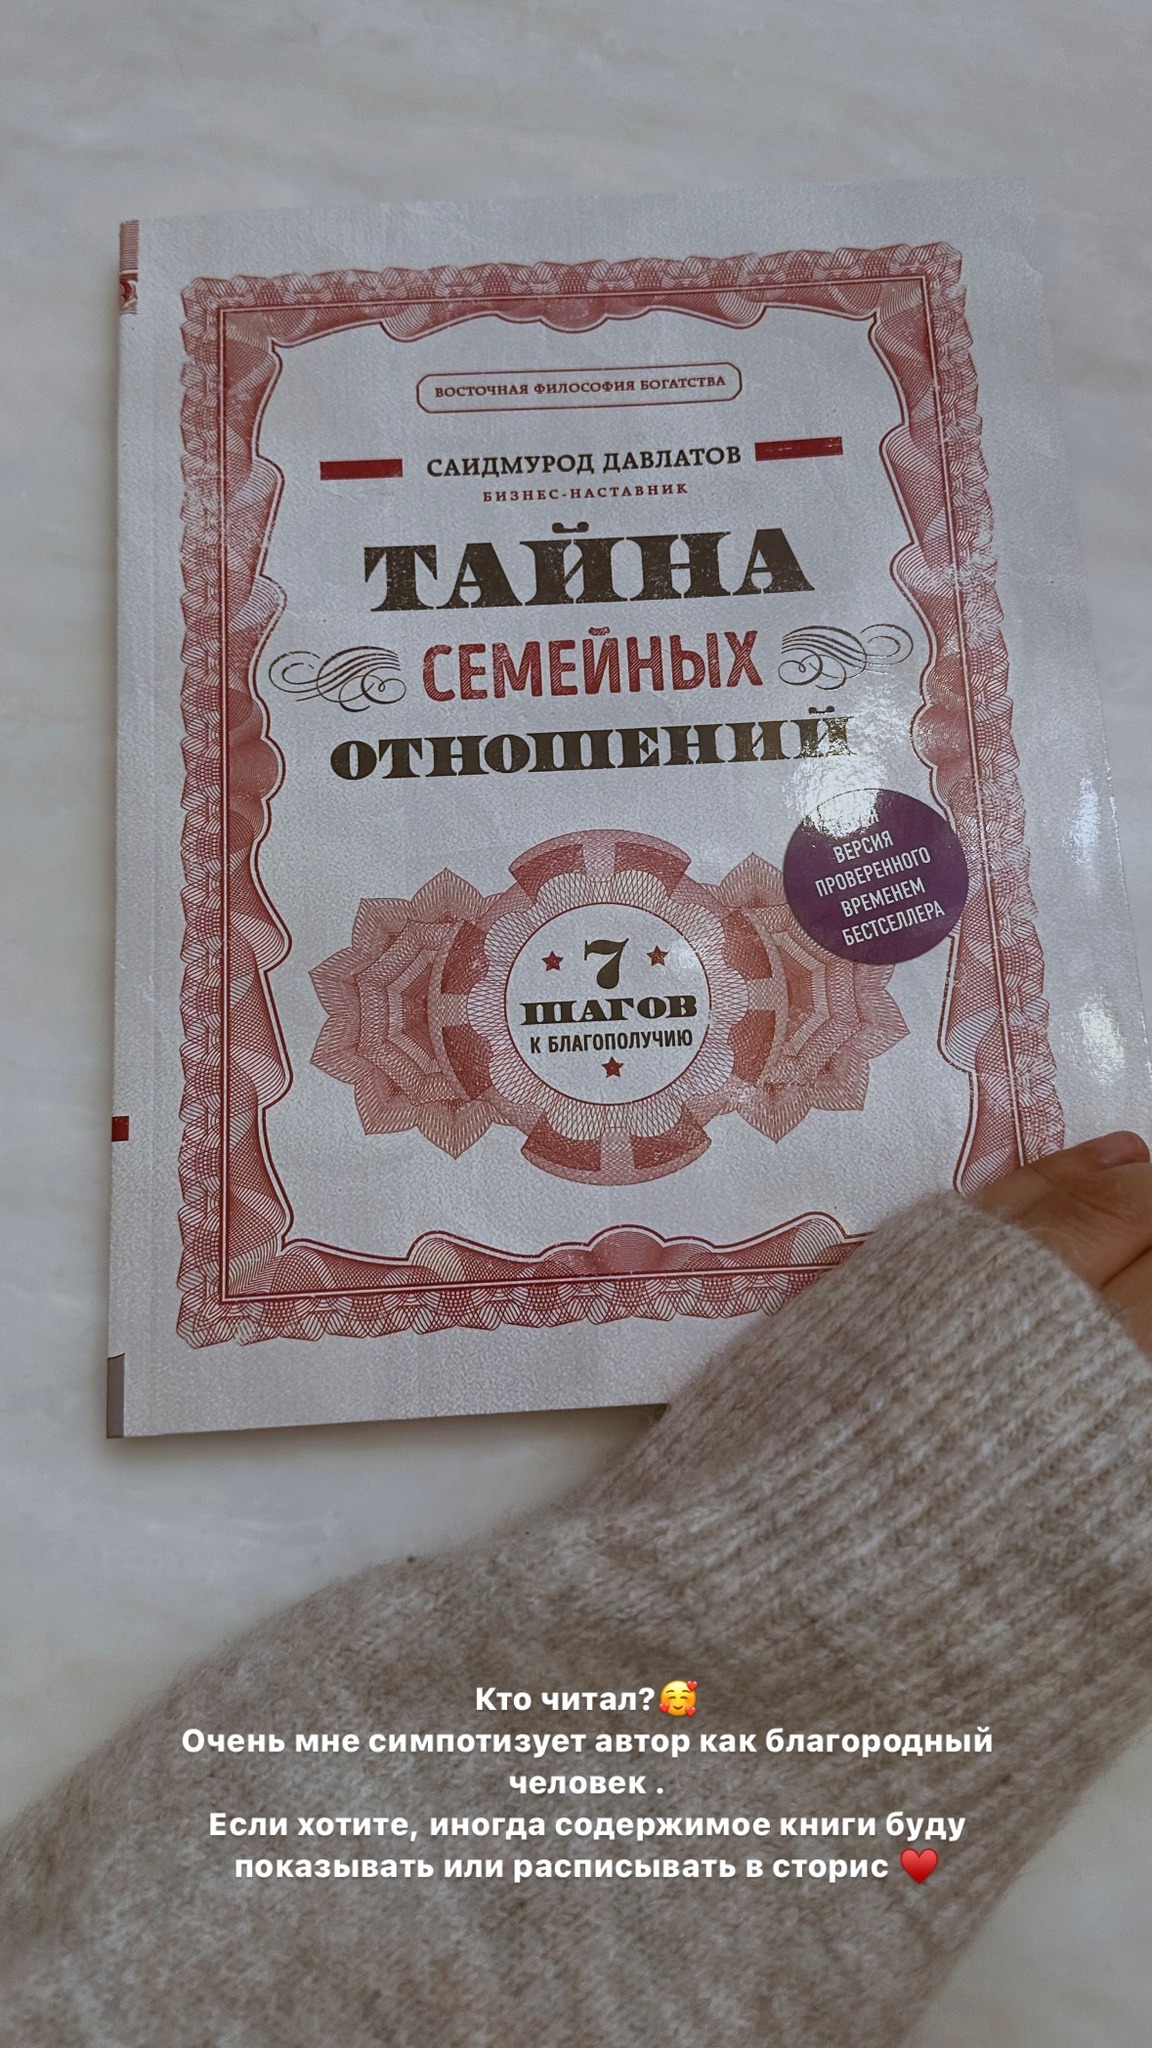 ВОСТОЧНАЯ ФИЛОСОФИЯ БОГАТСТВА
САИДМУРОД ДАВЛАТОВ
БИЗНЕС-НАСТАВНИК
ТАЙНА
СЕМЕЙНЫХ
ОТНОШЕНИЙ
ВЕРСИЯ
ПРОВЕРЕННОГО
ВРЕМЕНЕМ
БЕСТСЕЛЛЕРА
7
ШАГОВ
К БЛАГОПОЛУЧИЮ
Кто читал?🥰
Очень мне симпотизует автор как благородный
человек .
Если хотите, иногда содержимое книги буду
показывать или расписывать в сторис ♥️